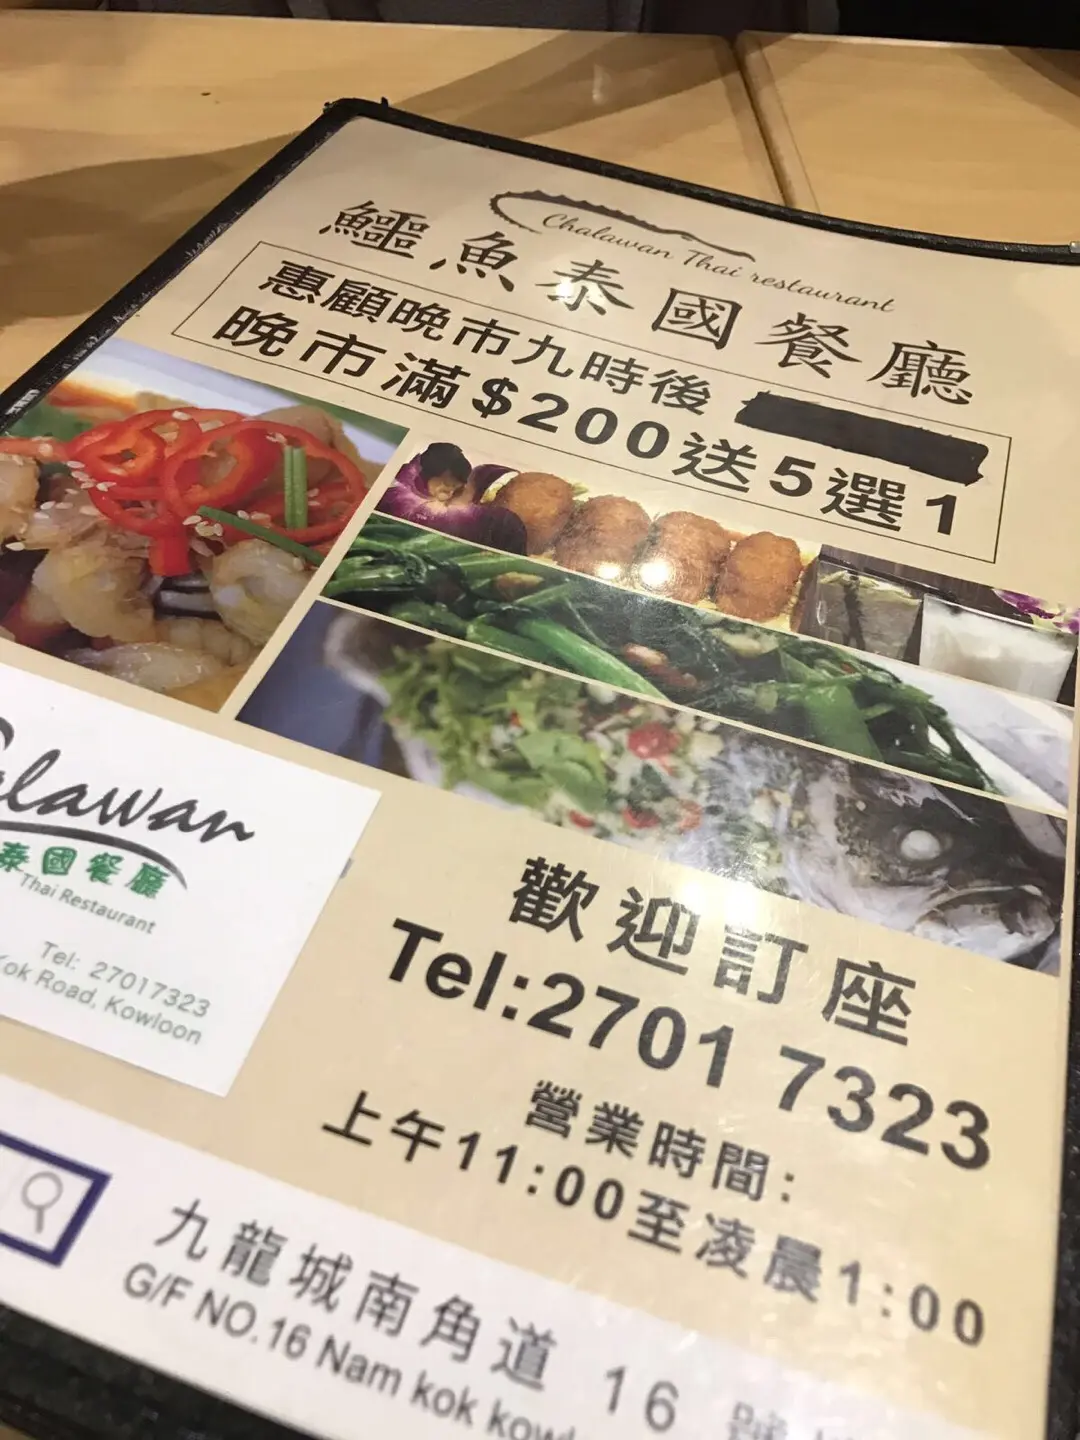 Chalawan Thai restaurant
鱷魚泰國餐廳
惠顧晚市九時後
晚市滿$200送5選1
歡迎訂座
Tel:2701 7323
營業時間:
上午11:00至凌晨1:00
lawan
泰國餐廳
Thai Restaurant
Tel: 27017323
Kok Road, Kowloon
九龍城南角道 16 號
G/F NO.16 Nam kok kowl